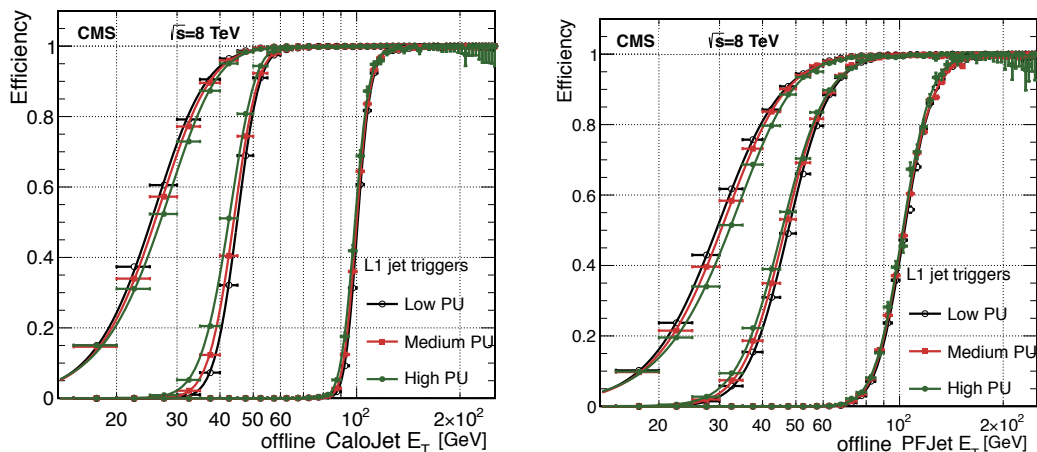 CMS √s=8 TeV
Efficiency
1
0.8
0.6
0.4
0.2
0
L1 jet triggers
Low PU
Medium PU
High PU
20 30 40 50 60 10² 2×10²
offline CaloJet E_T [GeV]
CMS √s=8 TeV
Efficiency
1
0.8
0.6
0.4
0.2
0
L1 jet triggers
Low PU
Medium PU
High PU
20 30 40 50 60 10² 2×10²
offline PFJet E_T [GeV]